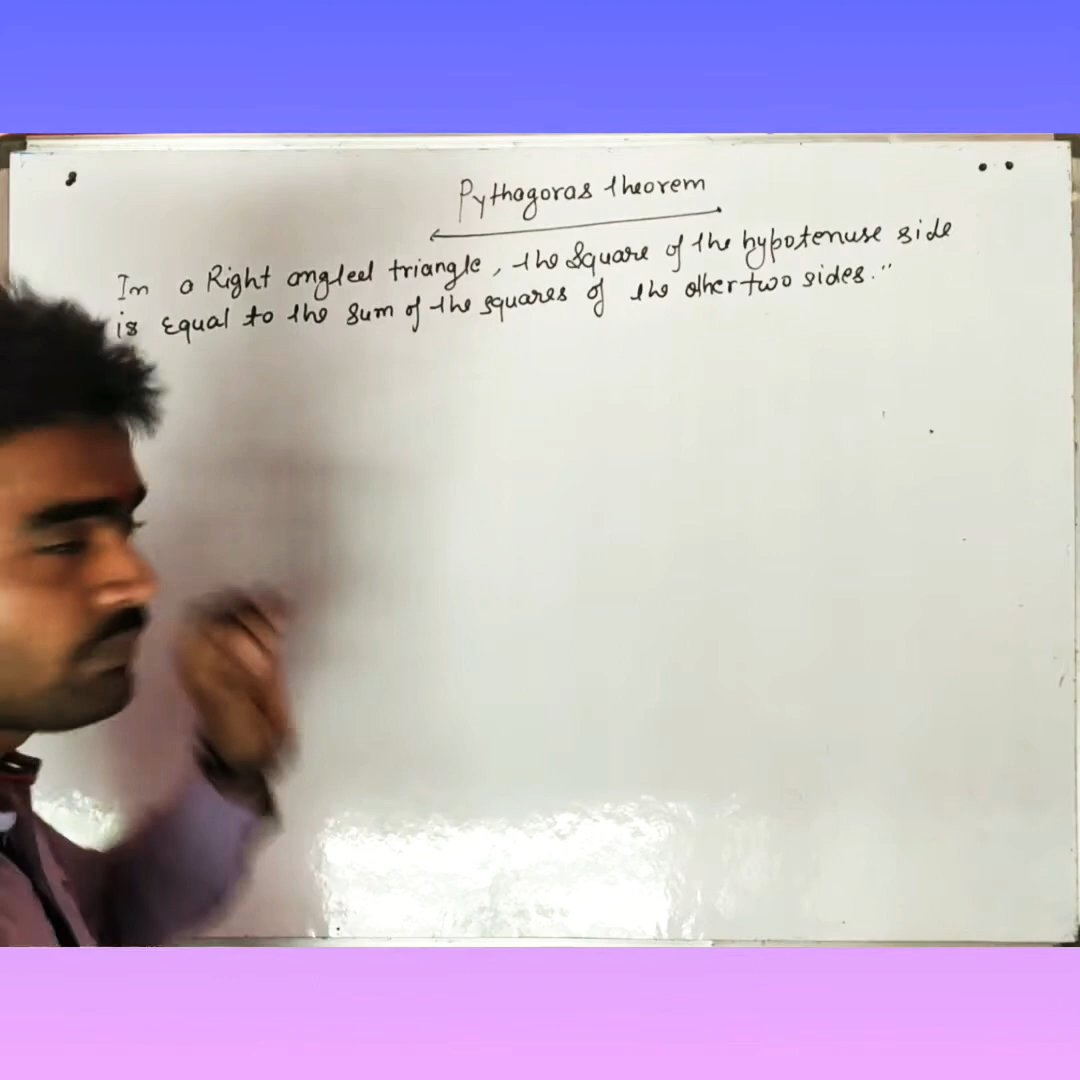 Pythagoras theorem
In a Right angled triangle, the Square of the hypotenuse side
is Equal to the Sum of the squares of the other two sides."